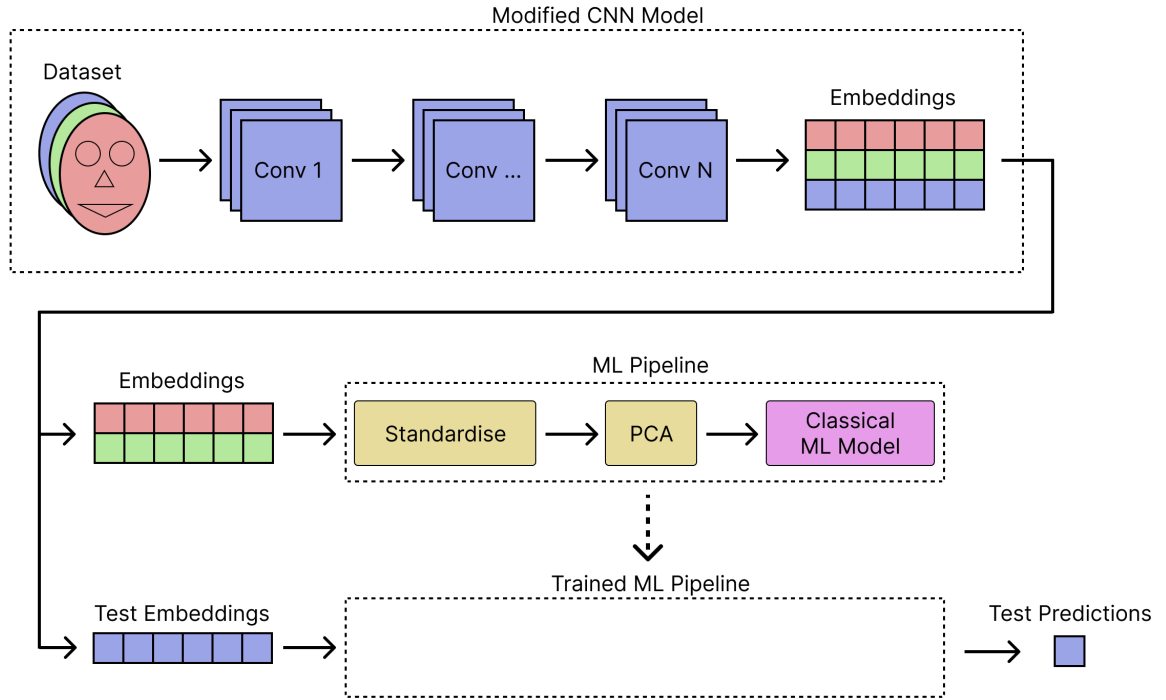 Modified CNN Model
Dataset
Embeddings
Conv 1
Conv ...
Conv N
ML Pipeline
Embeddings
Standardise
PCA
Classical
ML Model
Trained ML Pipeline
Test Embeddings
Test Predictions